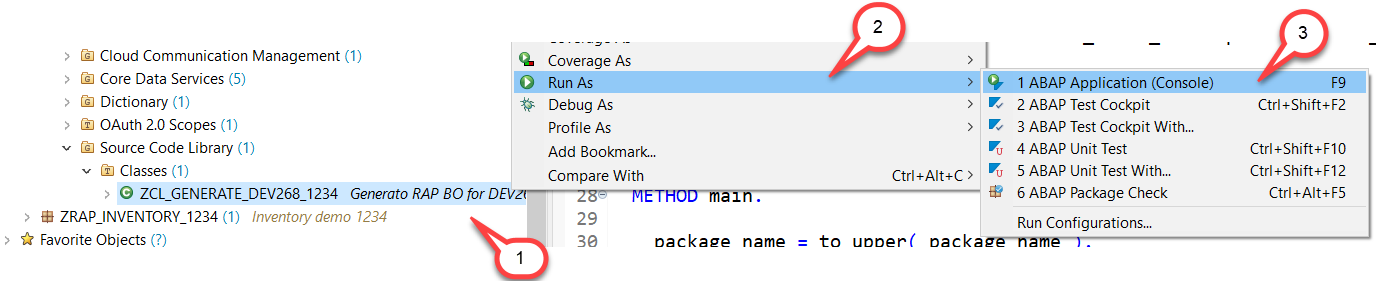 Cloud Communication Management (1)
Core Data Services (5)
Dictionary (1)
OAuth 2.0 Scopes (1)
Source Code Library (1)
Classes (1)
ZCL_GENERATE_DEV268_1234 Generato RAP BO for DEV26
ZRAP_INVENTORY_1234 (1) Inventory demo 1234
Favorite Objects (?)
1
2
Coverage As
Run As
Debug As
Profile As
Add Bookmark...
Compare With Ctrl+Alt+C
28
METHOD main.
29
30 package_name = to_upper( package_name ).
3
1 ABAP Application (Console) F9
2 ABAP Test Cockpit Ctrl+Shift+F2
3 ABAP Test Cockpit With...
4 ABAP Unit Test Ctrl+Shift+F10
5 ABAP Unit Test With... Ctrl+Shift+F12
6 ABAP Package Check Ctrl+Alt+F5
Run Configurations...